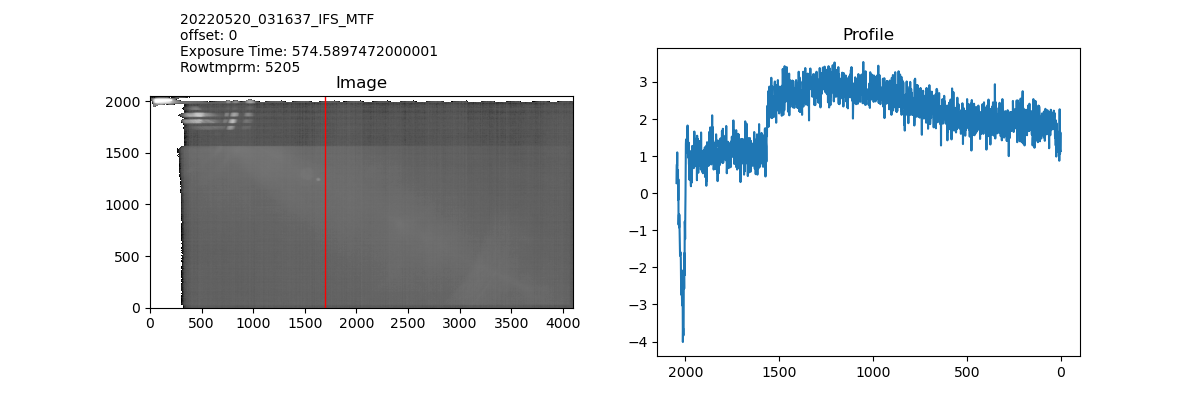 20220520_031637_IFS_MTF
offset: 0
Exposure Time: 574.5897472000001
Rowtmprm: 5205
Image
2000
1500
1000
500
0
0 500 1000 1500 2000 2500 3000 3500 4000
Profile
3
2
1
0
−1
−2
−3
−4
2000 1500 1000 500 0